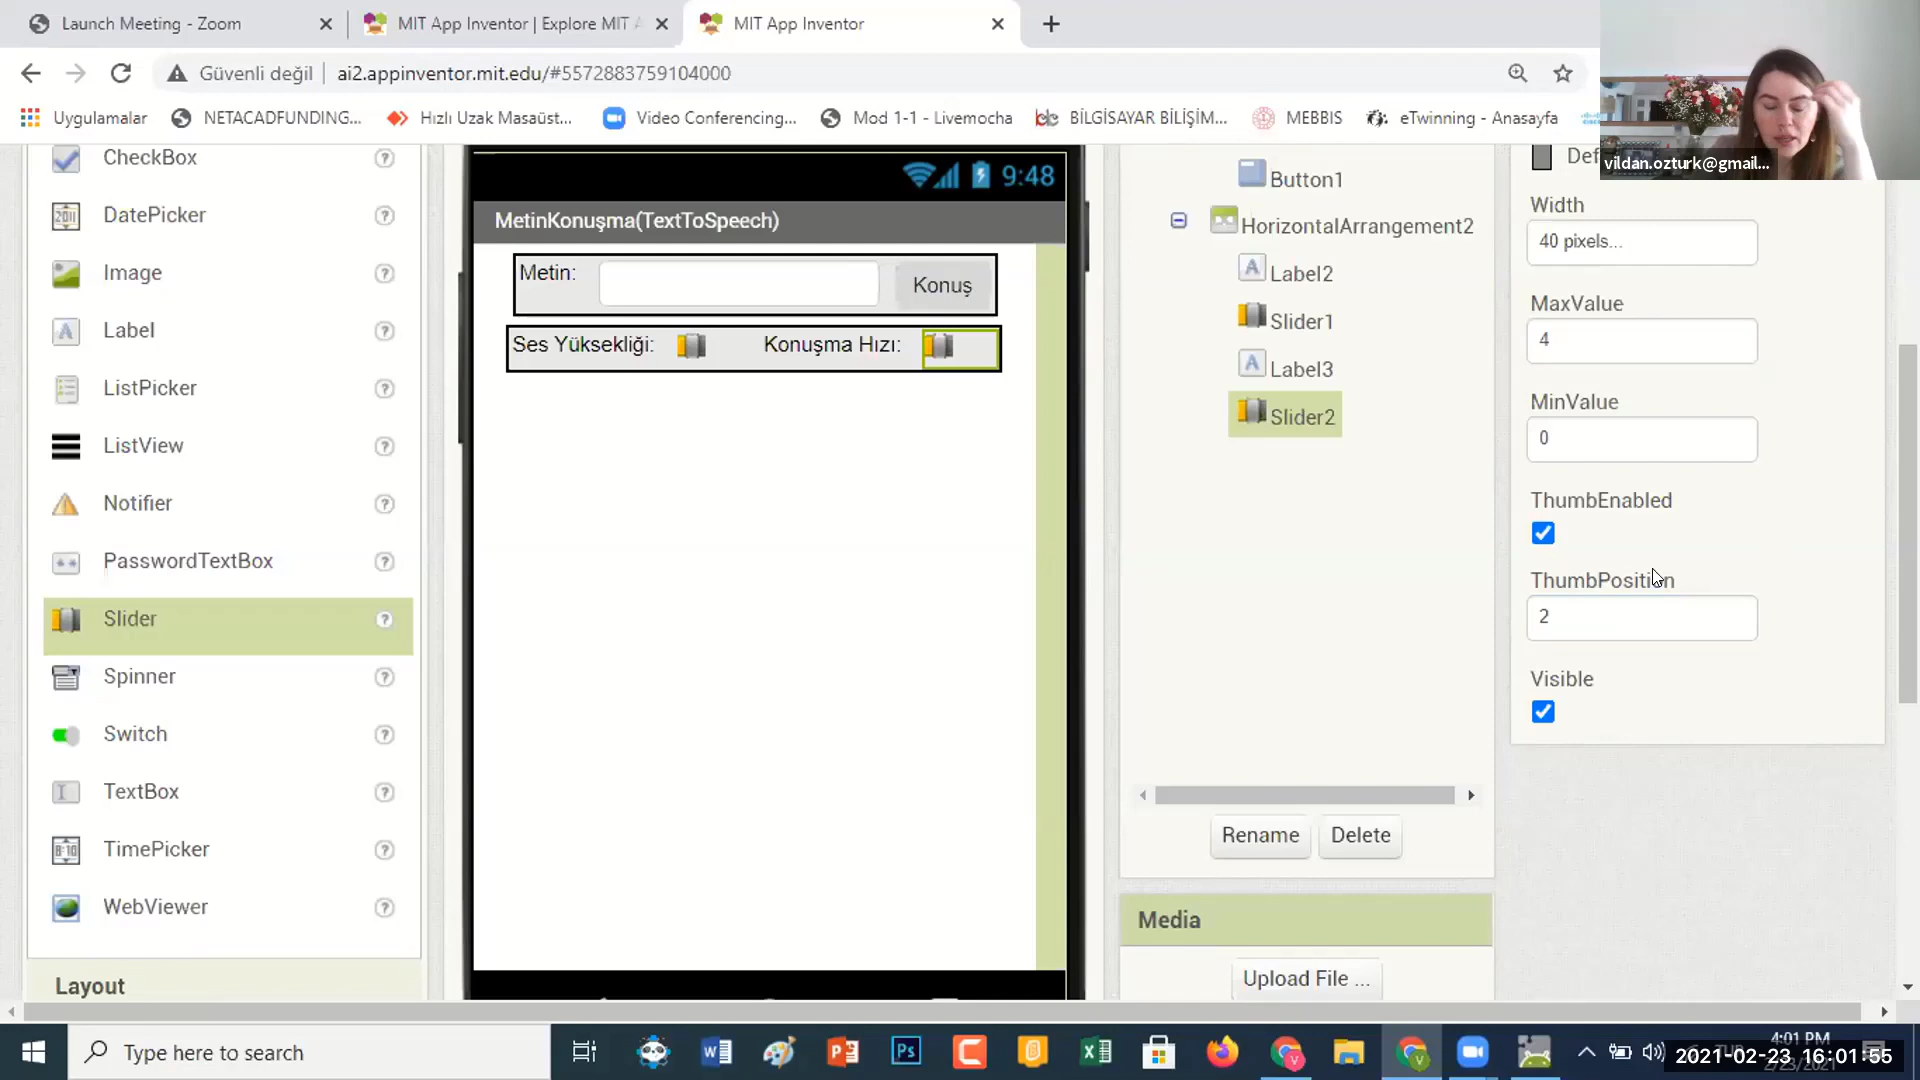 Launch Meeting - Zoom
MIT App Inventor | Explore MIT A
MIT App Inventor
Güvenli değil
ai2.appinventor.mit.edu/#5572883759104000
Uygulamalar
NETACADFUNDING...
Hızlı Uzak Masaüst...
Video Conferencing...
Mod 1-1 - Livemocha
BİLGİSAYAR BİLİŞİM...
MEBBIS
eTwinning - Anasayfa
vildan.ozturk@gmail...
CheckBox
DatePicker
Image
Label
ListPicker
ListView
Notifier
PasswordTextBox
Slider
Spinner
Switch
TextBox
TimePicker
WebViewer
Layout
9:48
MetinKonuşma(TextToSpeech)
Metin:
Konuş
Ses Yüksekliği:
Konuşma Hızı:
Button1
HorizontalArrangement2
Label2
Slider1
Label3
Slider2
Rename
Delete
Media
Upload File ...
Def
Width
40 pixels...
MaxValue
4
MinValue
0
ThumbEnabled
ThumbPosition
2
Visible
Type here to search
4:01 PM
2021-02-23 16:01:55